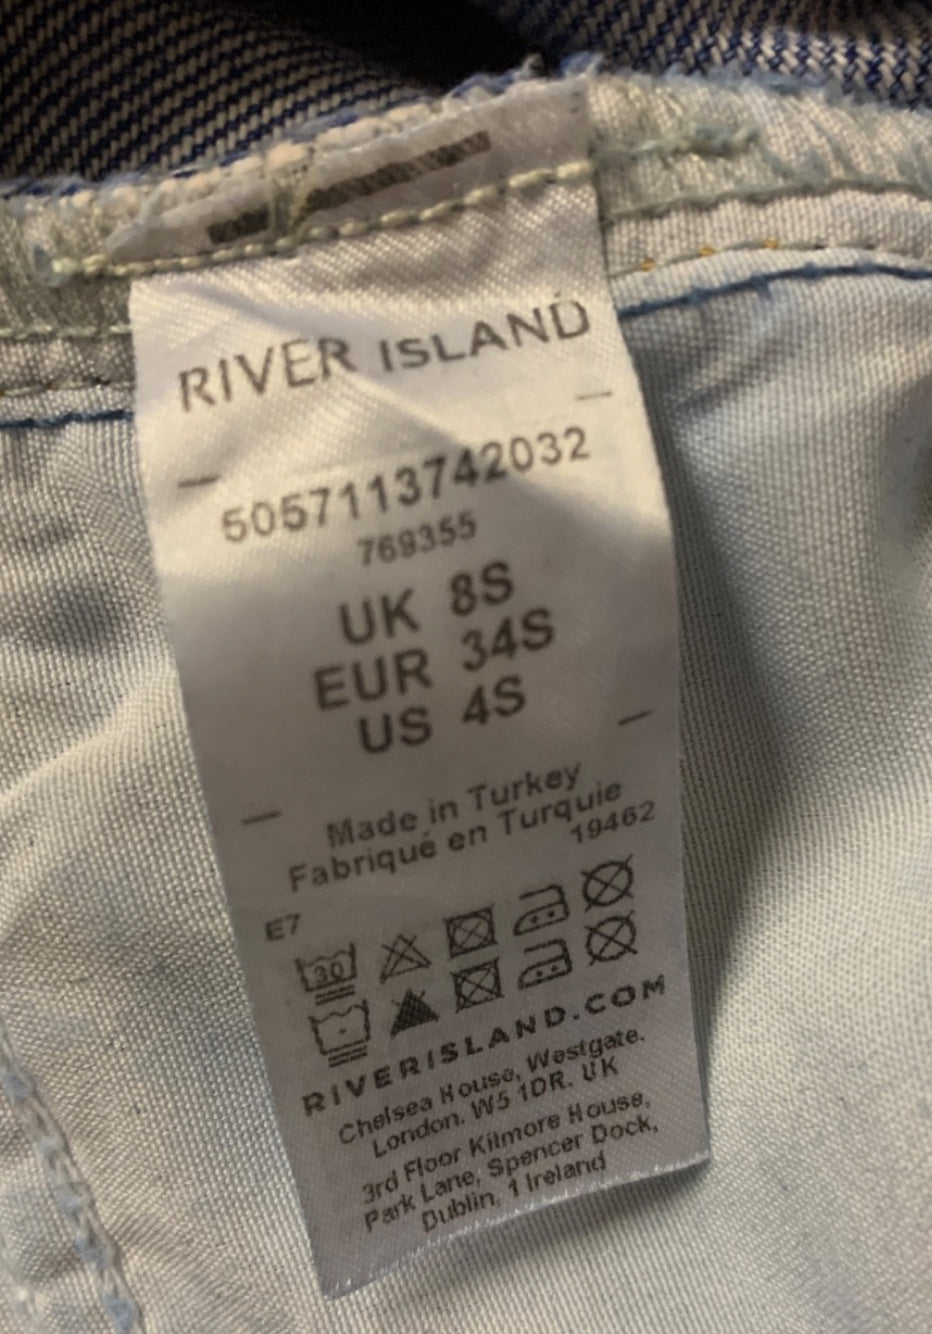 RIVER ISLAND
5057113742032
769355
UK 8S
EUR 34S
US 4S
Made in Turkey
Fabriqué en Turquie
19462
E7
30
RIVERISLAND.COM
Chelsea House, Westgate.
London. W5 1DR. UK
3rd Floor Kilmore House,
Park Lane, Spencer Dock,
Dublin, 1 Ireland